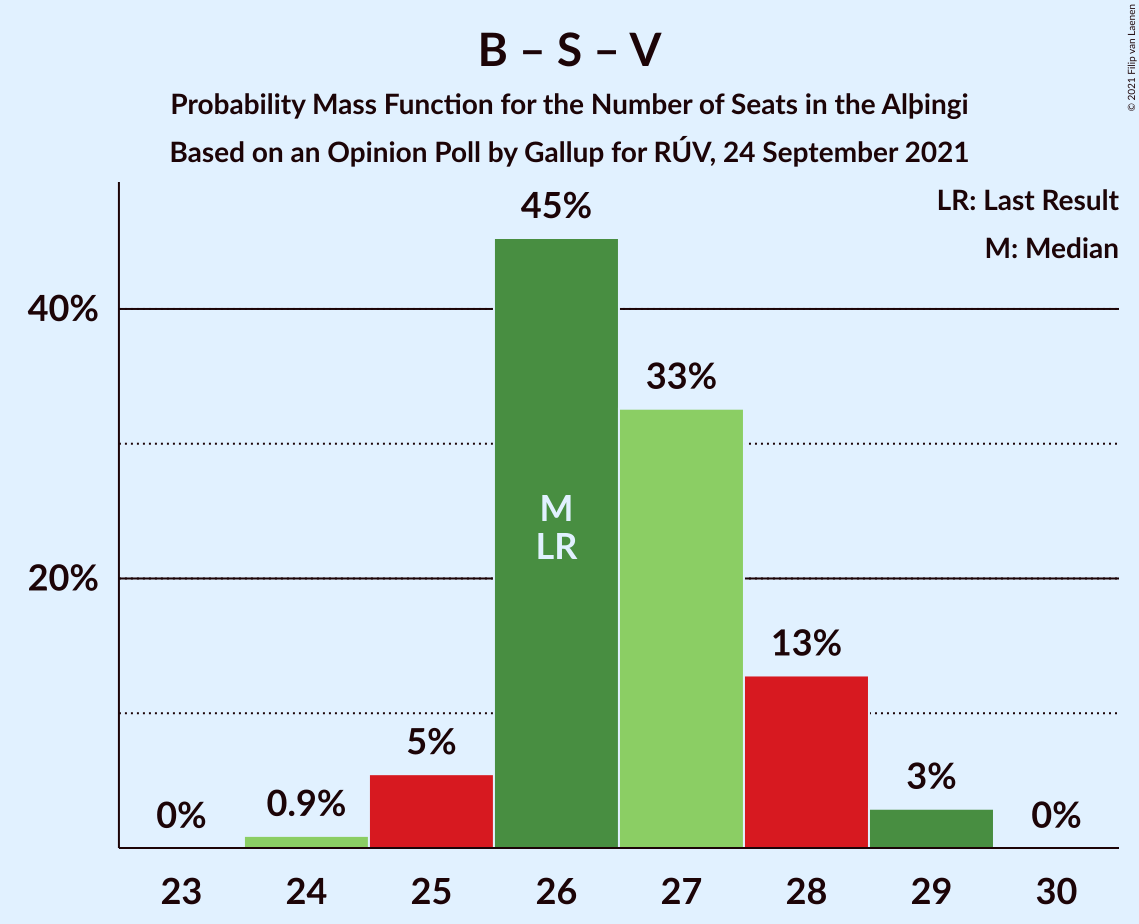 B – S – V
Probability Mass Function for the Number of Seats in the Alþingi
Based on an Opinion Poll by Gallup for RÚV, 24 September 2021
© 2021 Filip van Laenen
LR: Last Result
M: Median
45%
40%
33%
M
LR
20%
13%
5%
3%
0%
0.9%
0%
23
24
25
26
27
28
29
30